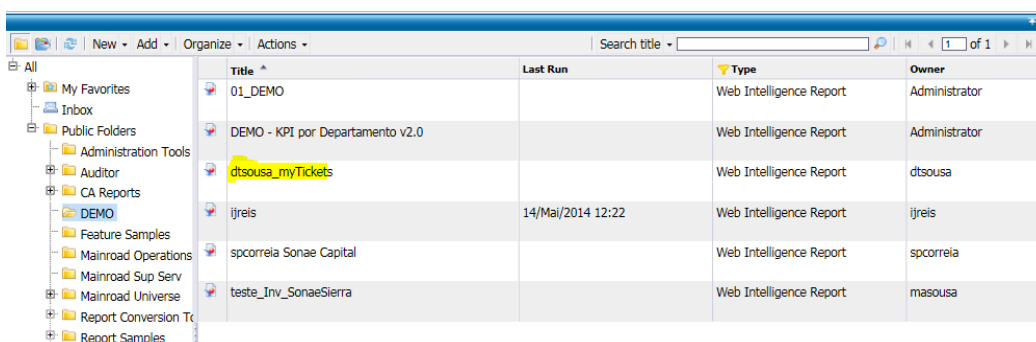 New Add Organize Actions Search title 1 of 1
All
My Favorites
Inbox
Public Folders
Administration Tools
Auditor
CA Reports
DEMO
Feature Samples
Mainroad Operations
Mainroad Sup Serv
Mainroad Universe
Report Conversion
Report Samples
Title Last Run Type Owner
01_DEMO Web Intelligence Report Administrator
DEMO - KPI por Departamento v2.0 Web Intelligence Report Administrator
dtsousa_myTickets Web Intelligence Report dtsousa
ijreis 14/Mai/2014 12:22 Web Intelligence Report ijreis
spcorreia Sonae Capital Web Intelligence Report spcorreia
teste_Inv_SonaeSierra Web Intelligence Report masousa